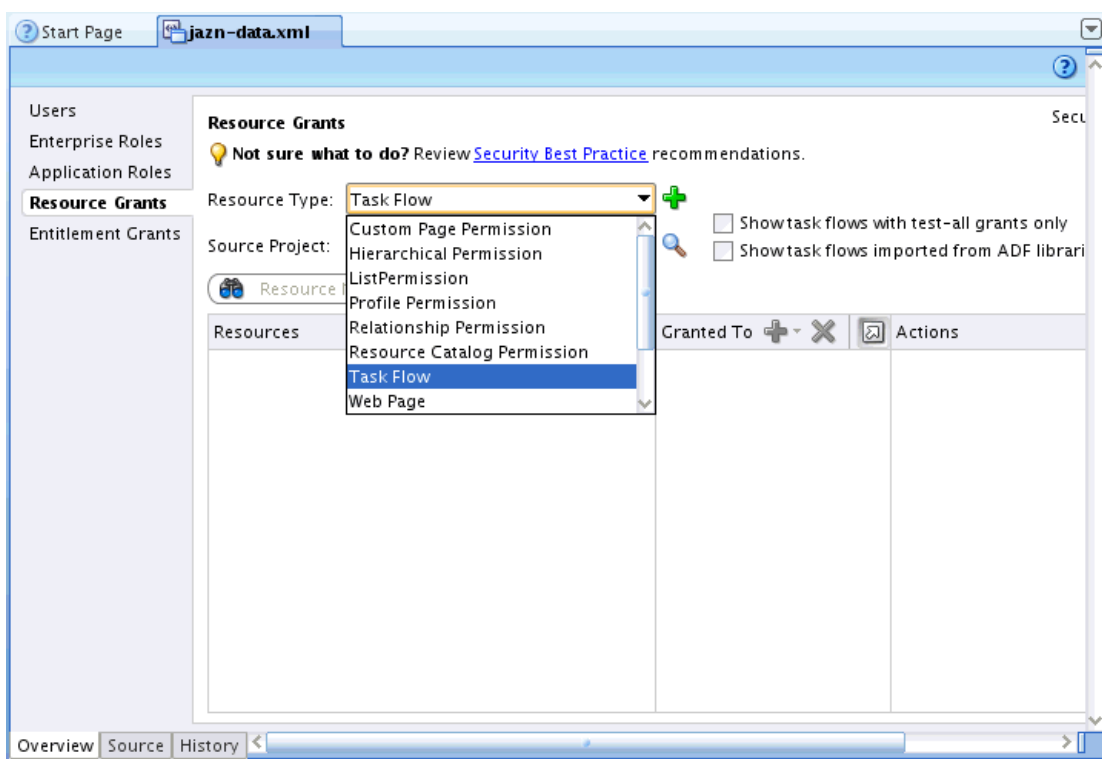 Start Page jazn-data.xml
Users
Enterprise Roles
Application Roles
Resource Grants
Entitlement Grants
Resource Grants
Not sure what to do? Review Security Best Practice recommendations.
Resource Type: Task Flow
Custom Page Permission
Hierarchical Permission
ListPermission
Profile Permission
Relationship Permission
Resource Catalog Permission
Task Flow
Web Page
Source Project:
Show task flows with test-all grants only
Show task flows imported from ADF librari
Resource
Resources Granted To Actions
Overview Source History